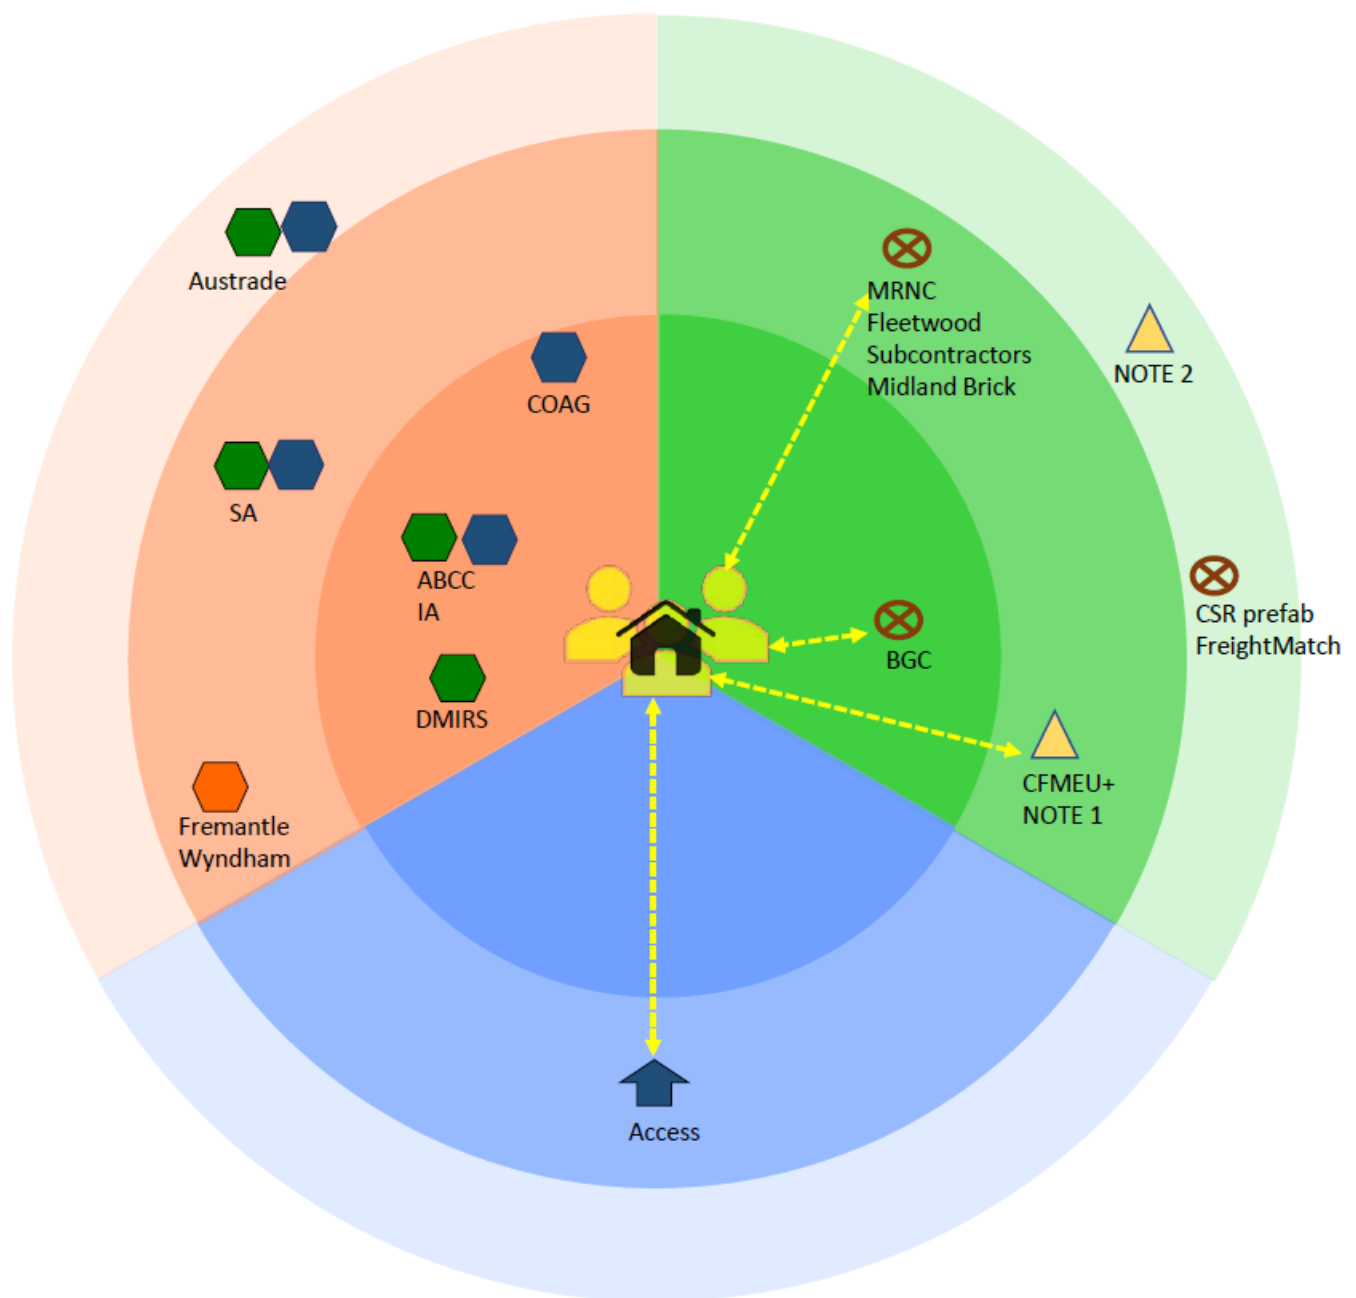 Austrade
COAG
SA
ABCC
IA
DMIRS
Fremantle
Wyndham
MRNC
Fleetwood
Subcontractors
Midland Brick
NOTE 2
CSR prefab
FreightMatch
BGC
CFMEU+
NOTE 1
Access